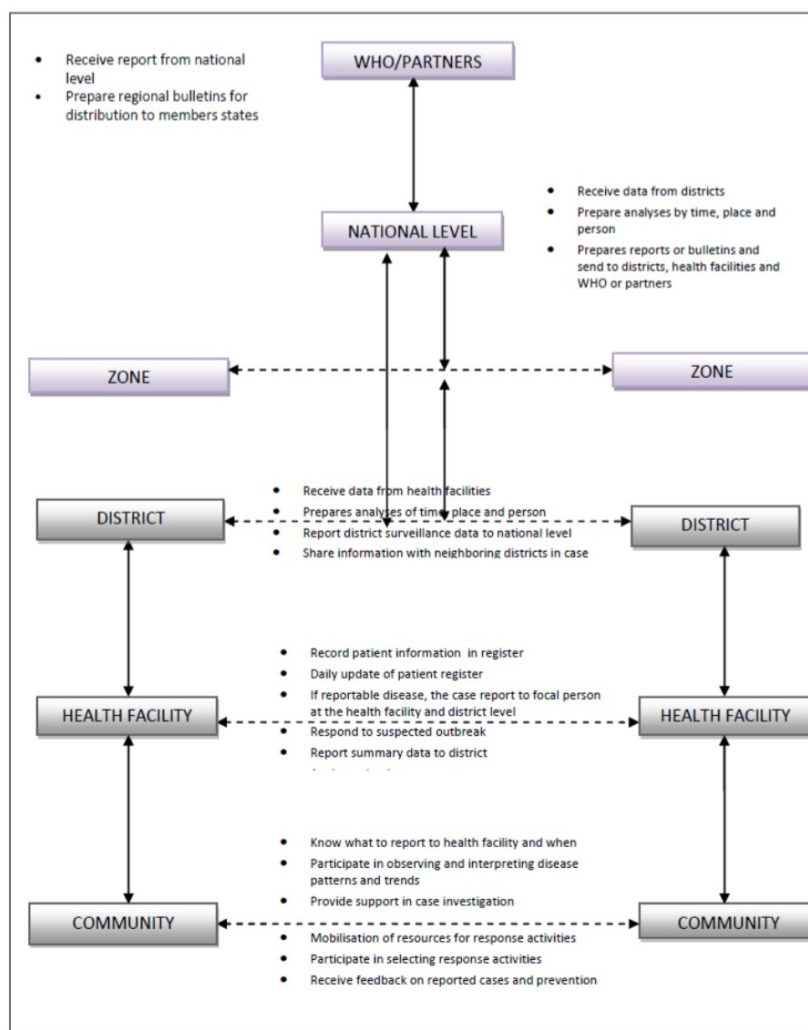 • Receive report from national
level
• Prepare regional bulletins for
distribution to members states
WHO/PARTNERS
NATIONAL LEVEL
• Receive data from districts
• Prepare analyses by time, place and
person
• Prepares reports or bulletins and
send to districts, health facilities and
WHO or partners
ZONE
ZONE
DISTRICT
• Receive data from health facilities
• Prepares analyses of time, place and person
• Report district surveillance data to national level
• Share information with neighboring districts in case
DISTRICT
HEALTH FACILITY
• Record patient information in register
• Daily update of patient register
• If reportable disease, the case report to focal person
at the health facility and district level
• Respond to suspected outbreak
• Report summary data to district
HEALTH FACILITY
COMMUNITY
• Know what to report to health facility and when
• Participate in observing and interpreting disease
patterns and trends
• Provide support in case investigation
• Mobilisation of resources for response activities
• Participate in selecting response activities
• Receive feedback on reported cases and prevention
COMMUNITY